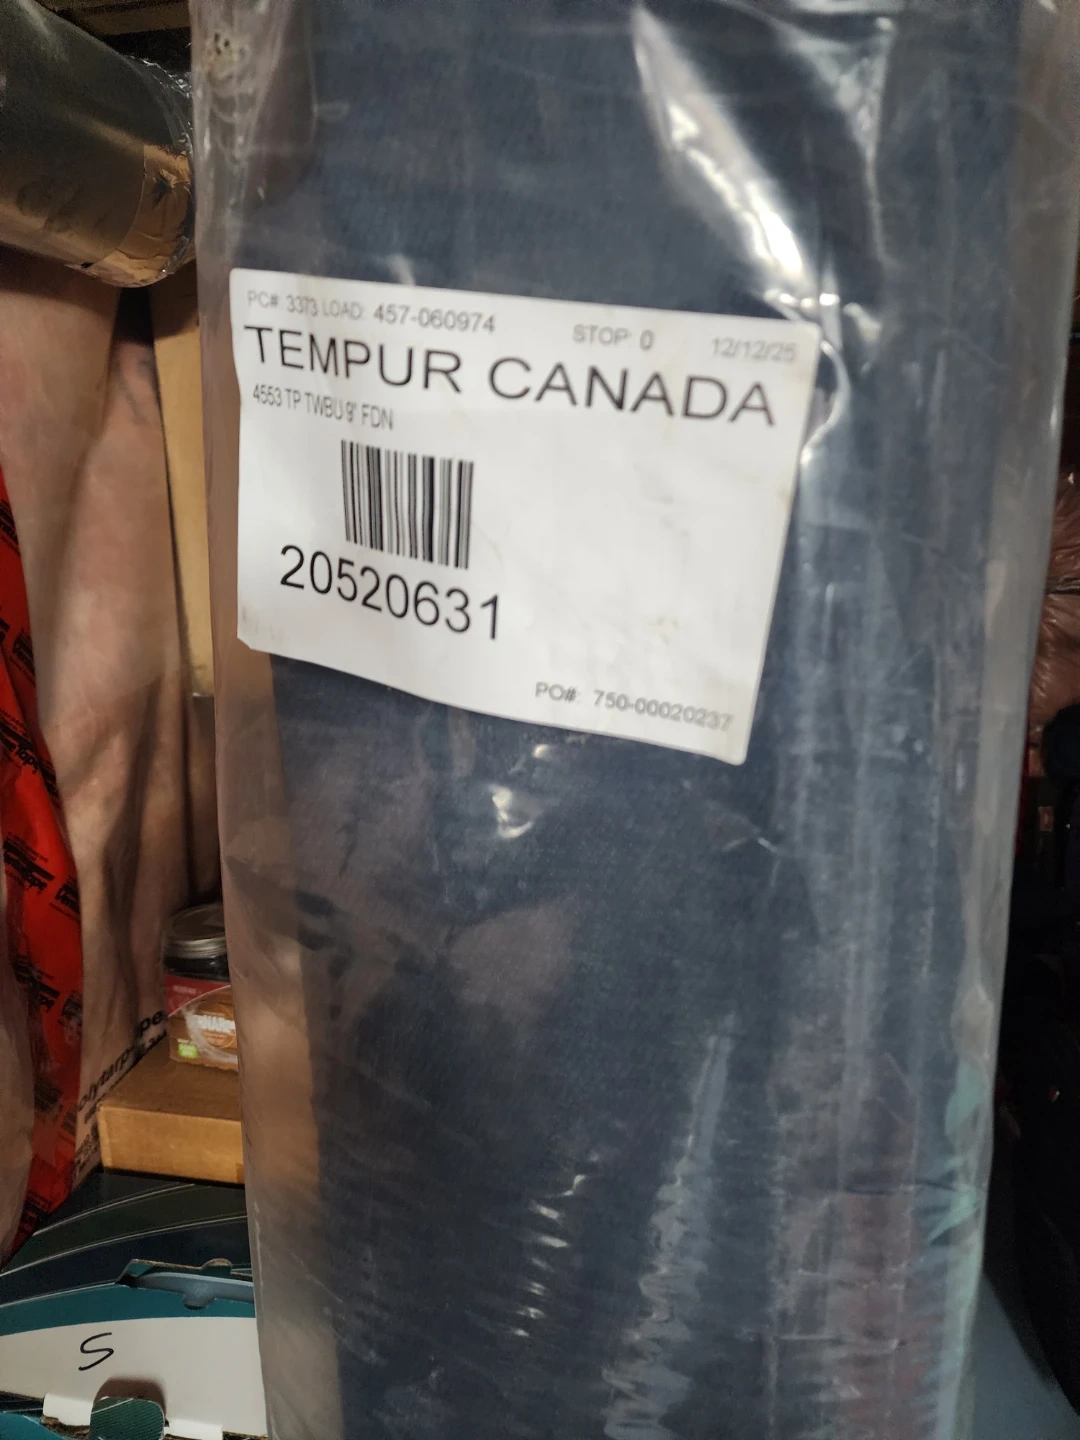 PC#: 3373 LOAD: 457-060974 STOP: 0 12/12/25
TEMPUR CANADA
4553 TP TWBU 9" FDN
20520631
PO#: 750-00020237
S